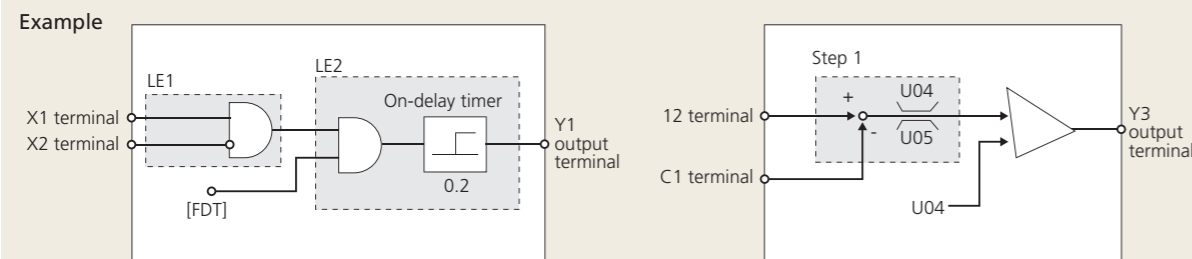 Example
LE1
LE2
X1 terminal
X2 terminal
On-delay timer
0.2
[FDT]
Y1
output
terminal
Step 1
12 terminal
+
-
U04
U05
C1 terminal
U04
Y3
output
terminal